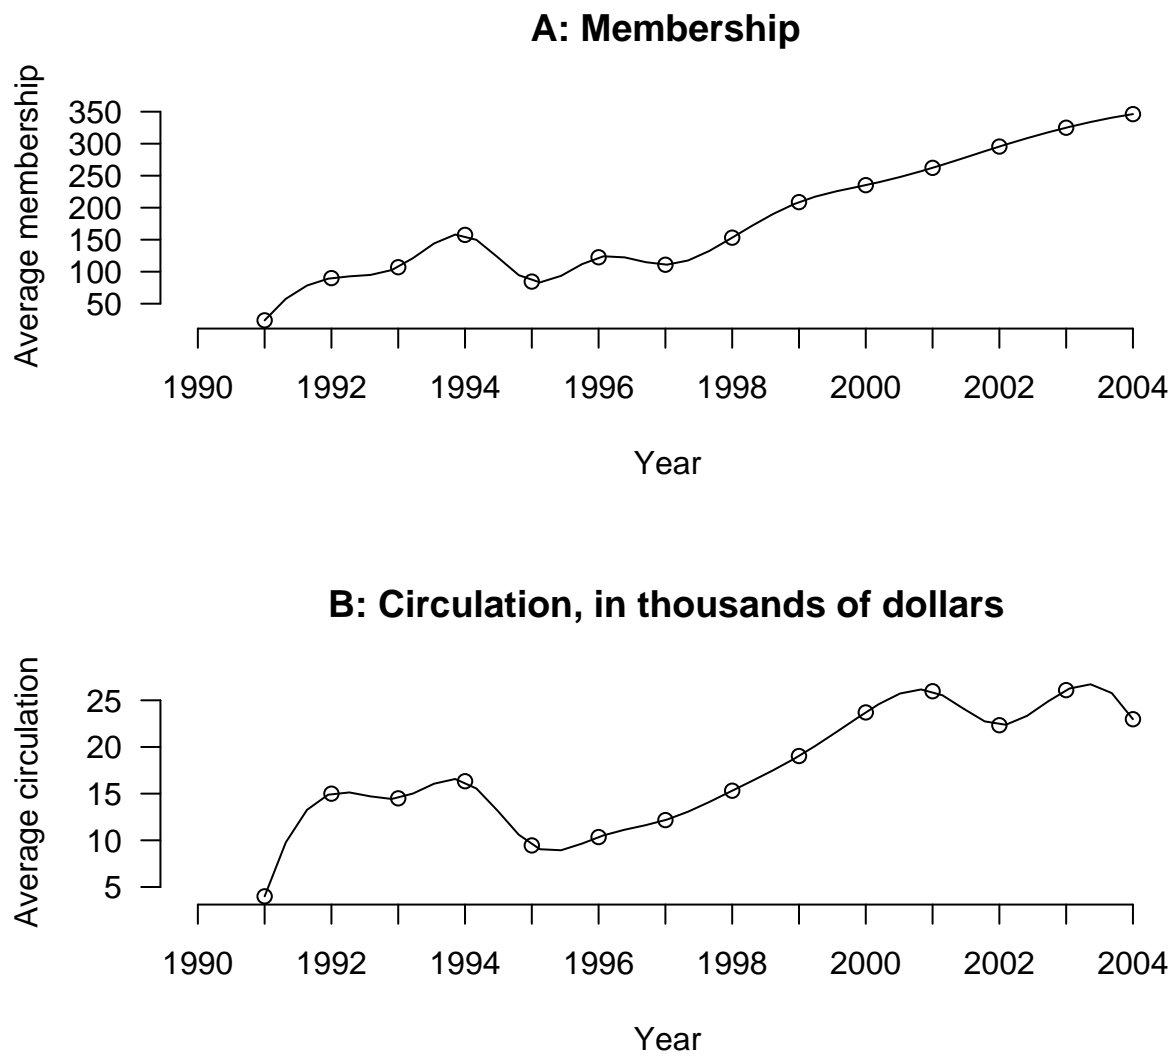 A: Membership
Average membership
350
300
250
200
150
100
50
1990 1992 1994 1996 1998 2000 2002 2004
Year
B: Circulation, in thousands of dollars
Average circulation
25
20
15
10
5
1990 1992 1994 1996 1998 2000 2002 2004
Year